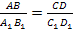 AB/A₁B₁ = CD/C₁D₁